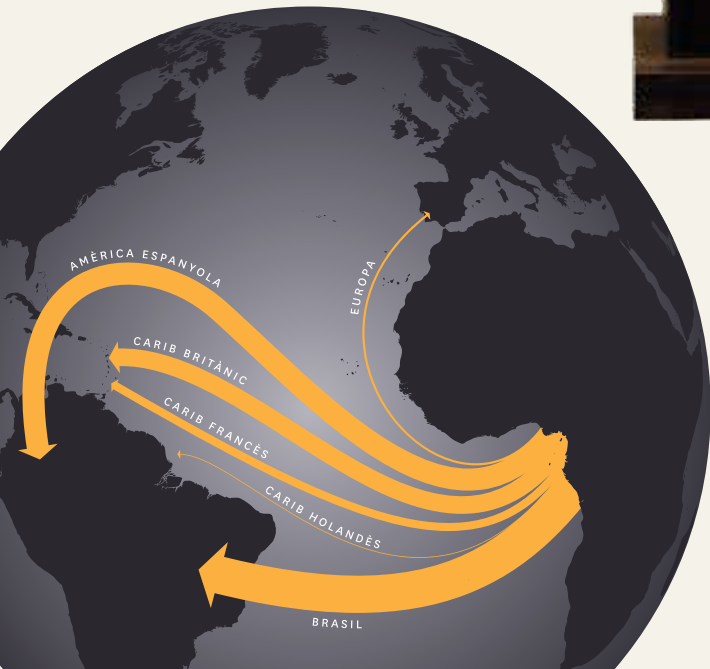 AMÈRICA ESPANYOLA
EUROPA
CARIB BRITÀNIC
CARIB FRANCÈS
CARIB HOLANDÈS
BRASIL